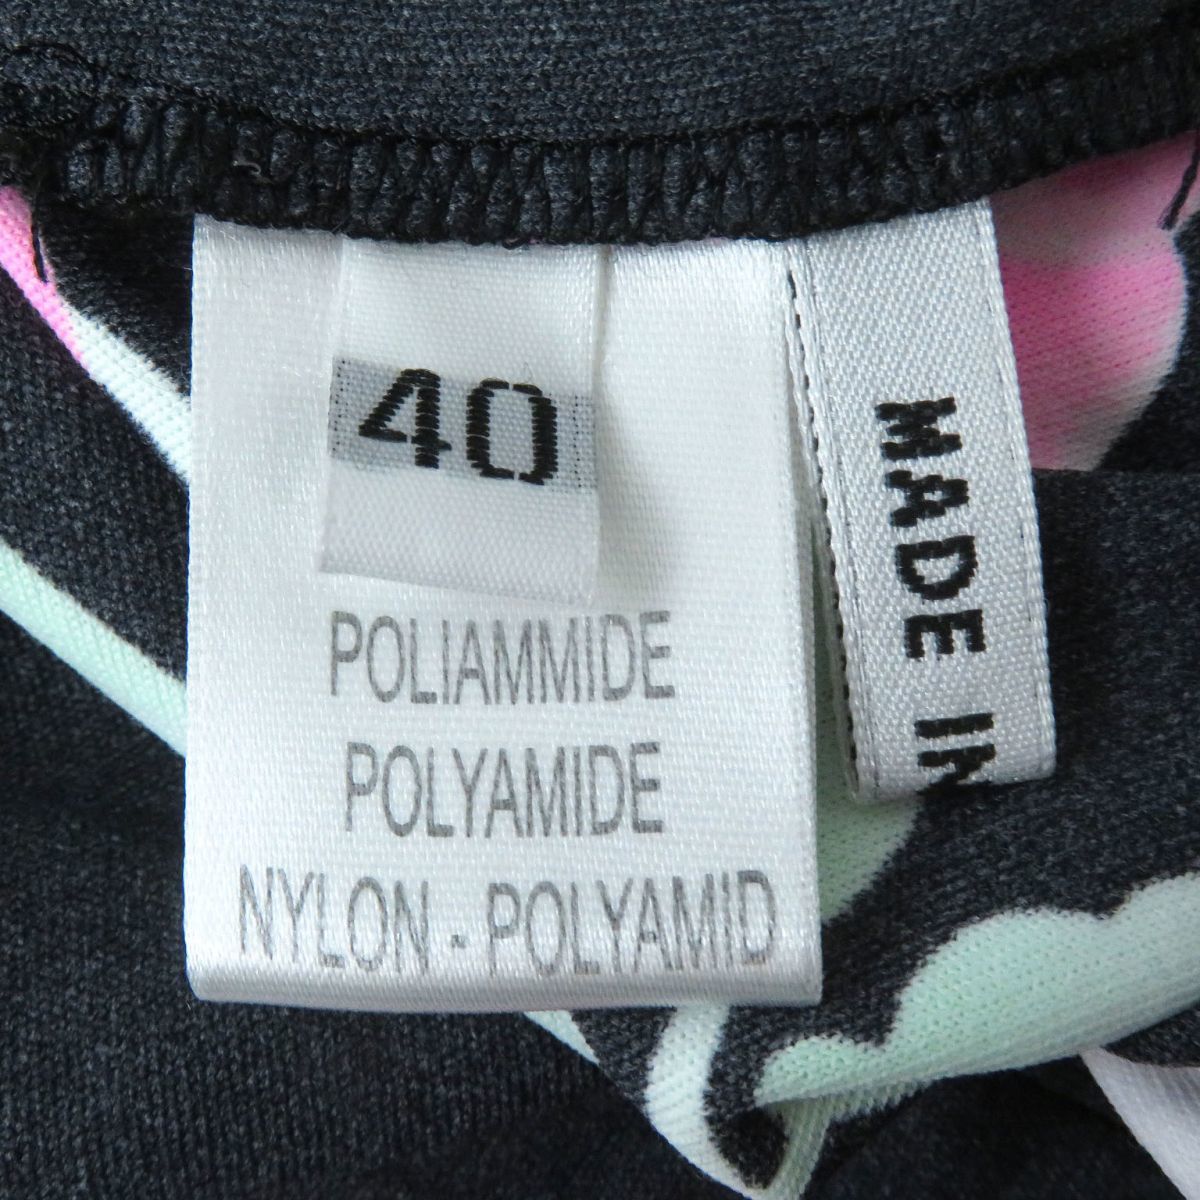 40
POLIAMMIDE
POLYAMIDE
NYLON - POLYAMID
MADE IN